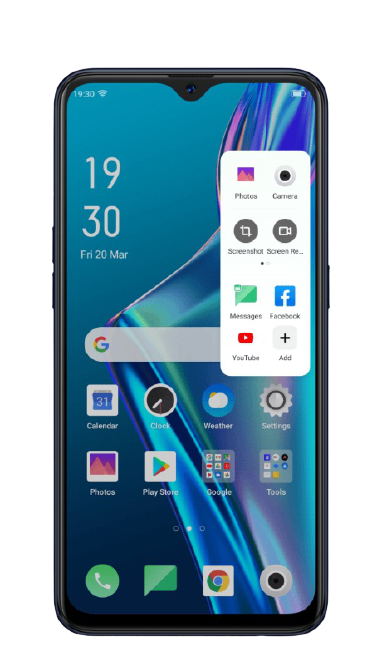 19:30
19
30
Fri 20 Mar
Photos Camera
Screenshot Screen Re...
Messages Facebook
YouTube Add
Calendar Clock Weather Settings
31
Photos Play Store Google Tools